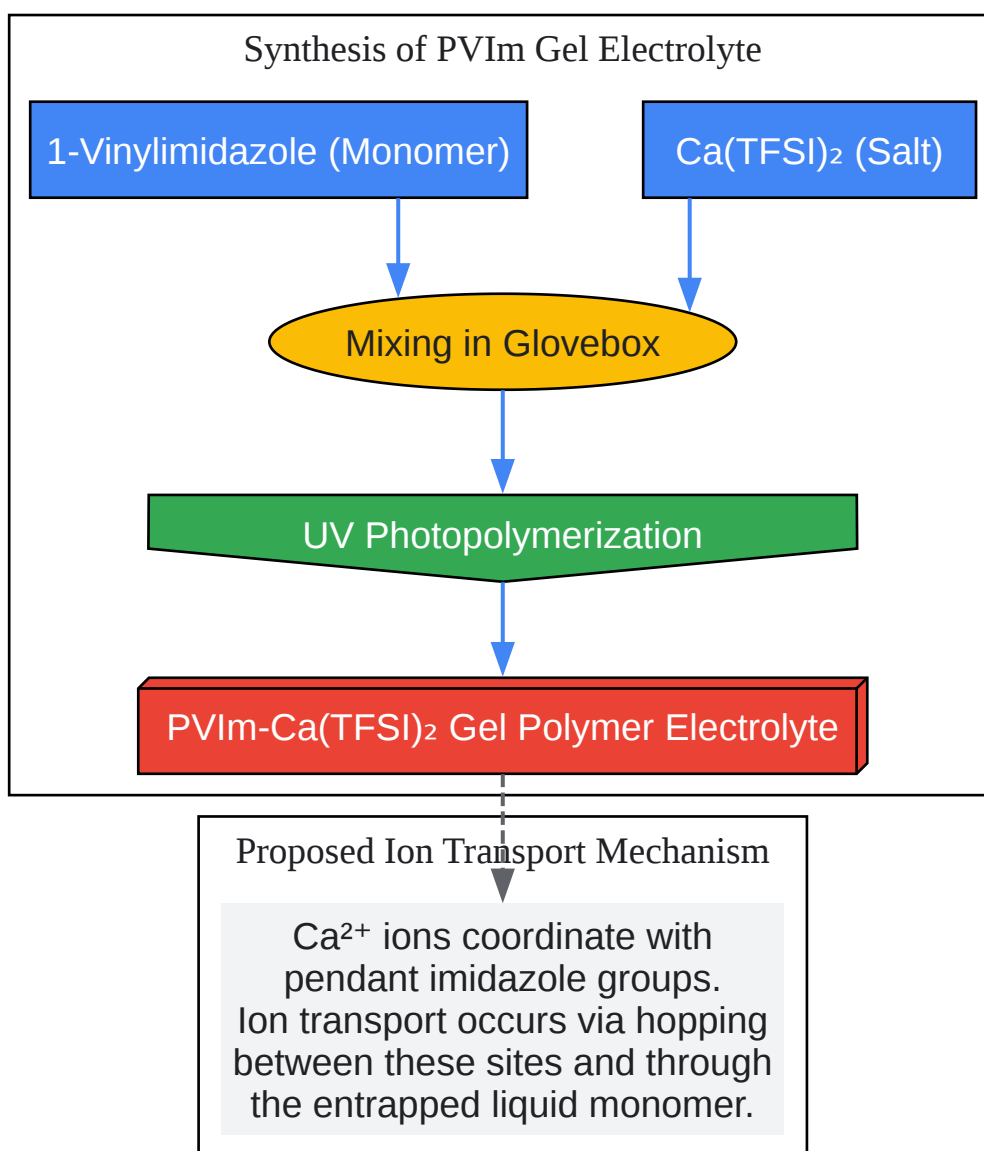 Synthesis of PVIm Gel Electrolyte
1-Vinylimidazole (Monomer)
Ca(TFSI)₂ (Salt)
Mixing in Glovebox
UV Photopolymerization
PVIm-Ca(TFSI)₂ Gel Polymer Electrolyte
Proposed Ion Transport Mechanism
Ca²⁺ ions coordinate with
pendant imidazole groups.
Ion transport occurs via hopping
between these sites and through
the entrapped liquid monomer.